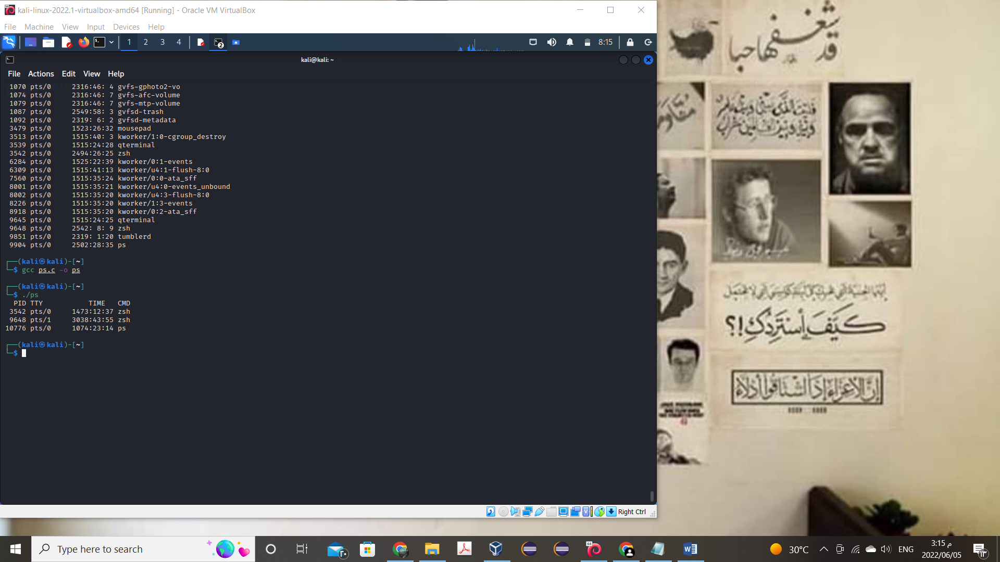 kali-linux-2022.1-virtualbox-amd64 [Running] - Oracle VM VirtualBox
File Machine View Input Devices Help
1 2 3 4 2 8:15
kali@kali: ~
File Actions Edit View Help
1070 pts/0 2316:46: 4 gvfs-gphoto2-vo
1074 pts/0 2316:46: 7 gvfs-afc-volume
1079 pts/0 2316:46: 7 gvfs-mtp-volume
1087 pts/0 2549:58: 3 gvfsd-trash
1092 pts/0 2319: 6: 2 gvfsd-metadata
3479 pts/0 1523:26:32 mousepad
3513 pts/0 1515:40: 3 kworker/1:0-cgroup_destroy
3539 pts/0 1515:24:28 qterminal
3542 pts/0 2494:26:25 zsh
6284 pts/0 1525:22:39 kworker/0:1-events
6309 pts/0 1515:41:13 kworker/u4:1-flush-8:0
7560 pts/0 1515:35:24 kworker/0:0-ata_sff
8001 pts/0 1515:35:21 kworker/u4:0-events_unbound
8002 pts/0 1515:35:20 kworker/u4:3-flush-8:0
8226 pts/0 1515:35:20 kworker/1:3-events
8918 pts/0 1515:35:20 kworker/0:2-ata_sff
9645 pts/0 1515:24:25 qterminal
9648 pts/0 2542: 8: 9 zsh
9851 pts/0 2319: 1:20 tumblerd
9904 pts/0 2502:28:35 ps
┌──(kali㉿kali)-[~]
└─$ gcc ps.c -o ps
┌──(kali㉿kali)-[~]
└─$ ./ps
PID TTY TIME CMD
3542 pts/0 1473:12:37 zsh
9648 pts/1 3038:43:55 zsh
10776 pts/0 1074:23:14 ps
┌──(kali㉿kali)-[~]
└─$
Right Ctrl
قد شغفها حبا
كيف أستردك!؟
إن الأعزاء إذا اشتاقوا أذلاء
Type here to search
30°C ENG 3:15 م
2022/06/05